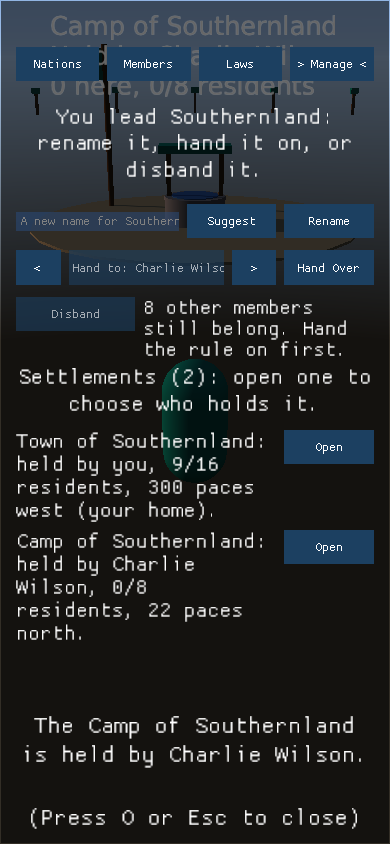 Camp of Southernland
0 here, 0/8 residents
Nations
Members
Laws
> Manage <
You lead Southernland:
rename it, hand it on, or
disband it.
A new name for Southern
Suggest
Rename
<
Hand to: Charlie Wilso
>
Hand Over
Disband
8 other members
still belong. Hand
the rule on first.
Settlements (2): open one to
choose who holds it.
Town of Southernland:
held by you, 9/16
residents, 300 paces
west (your home).
Open
Camp of Southernland:
held by Charlie
Wilson, 0/8
residents, 22 paces
north.
Open
The Camp of Southernland
is held by Charlie Wilson.
(Press O or Esc to close)